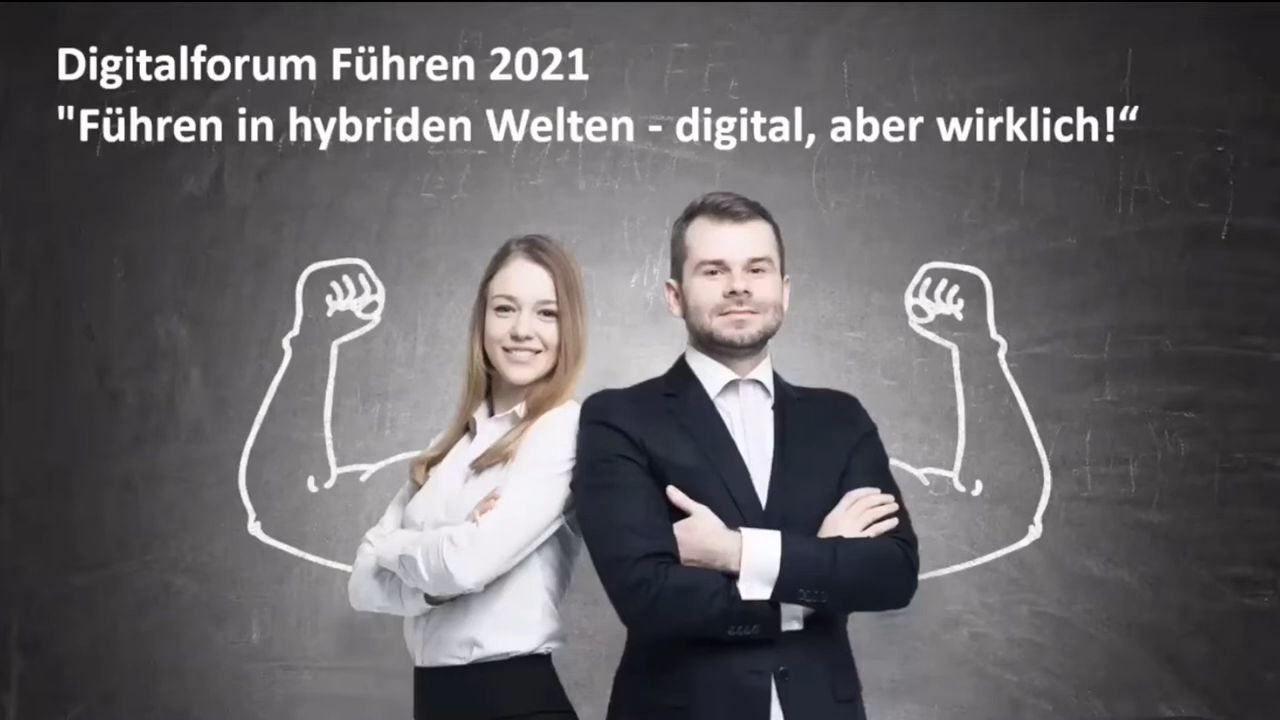 Digitalforum Führen 2021
"Führen in hybriden Welten - digital, aber wirklich!“